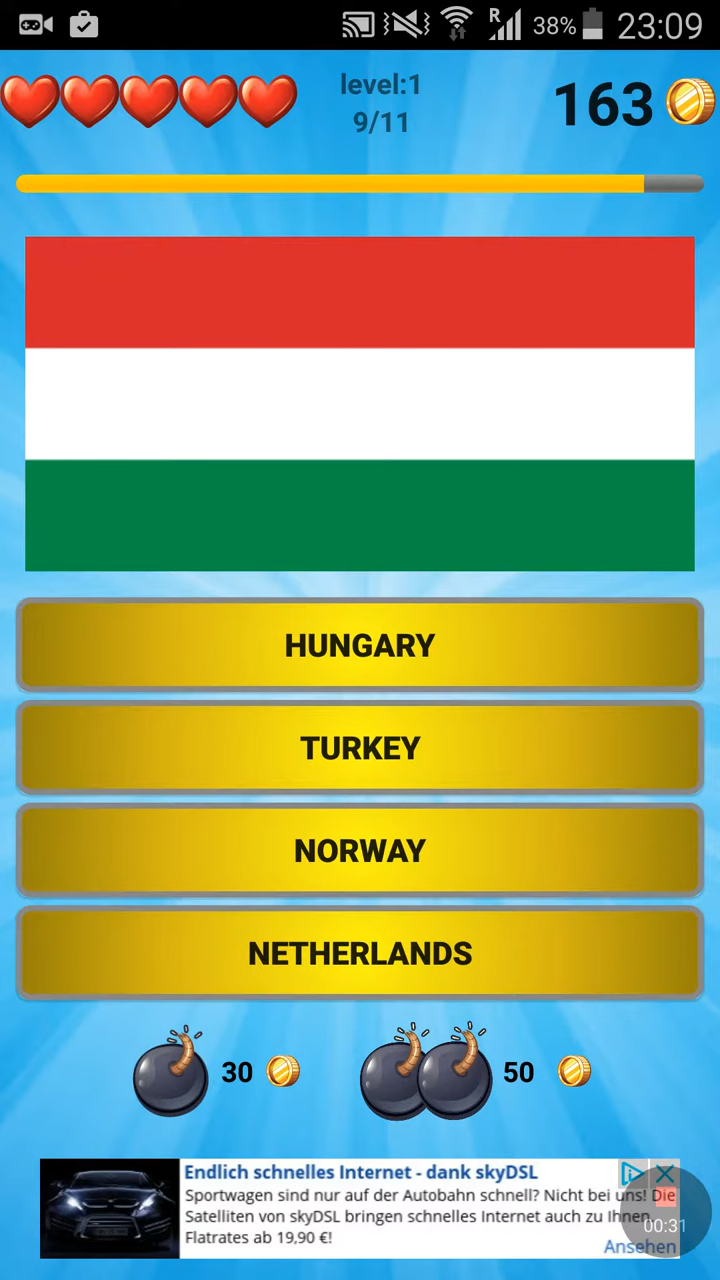 R 38% 23:09
level:1
9/11
163
HUNGARY
TURKEY
NORWAY
NETHERLANDS
30
50
Endlich schnelles Internet - dank skyDSL
Sportwagen sind nur auf der Autobahn schnell? Nicht bei uns! Die
Satelliten von skyDSL bringen schnelles Internet auch zu Ihnen.
Flatrates ab 19,90 €!
00:31
Ansehen